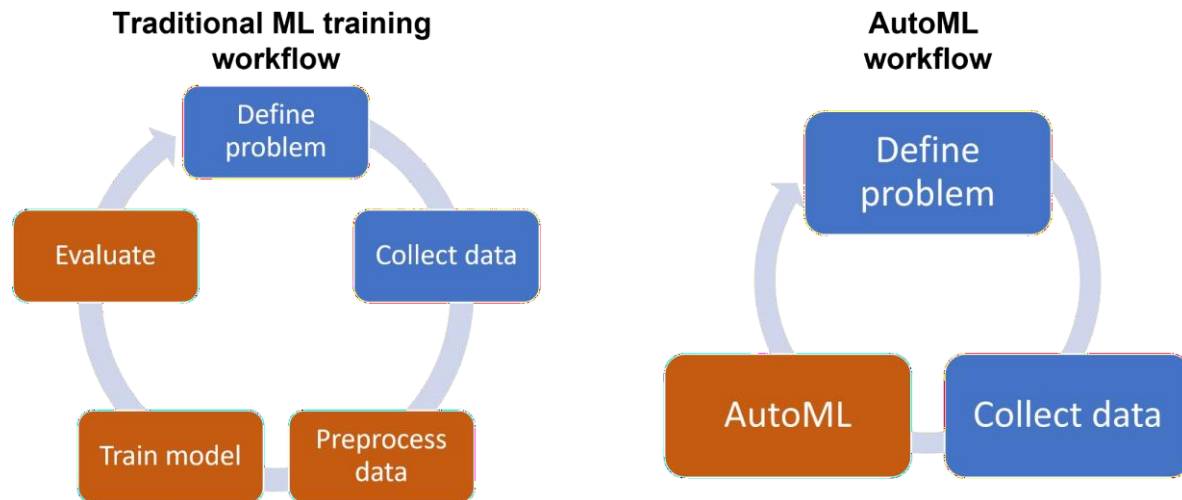 Traditional ML training
workflow
Define
problem
Collect data
Preprocess
data
Train model
Evaluate
AutoML
workflow
Define
problem
Collect data
AutoML